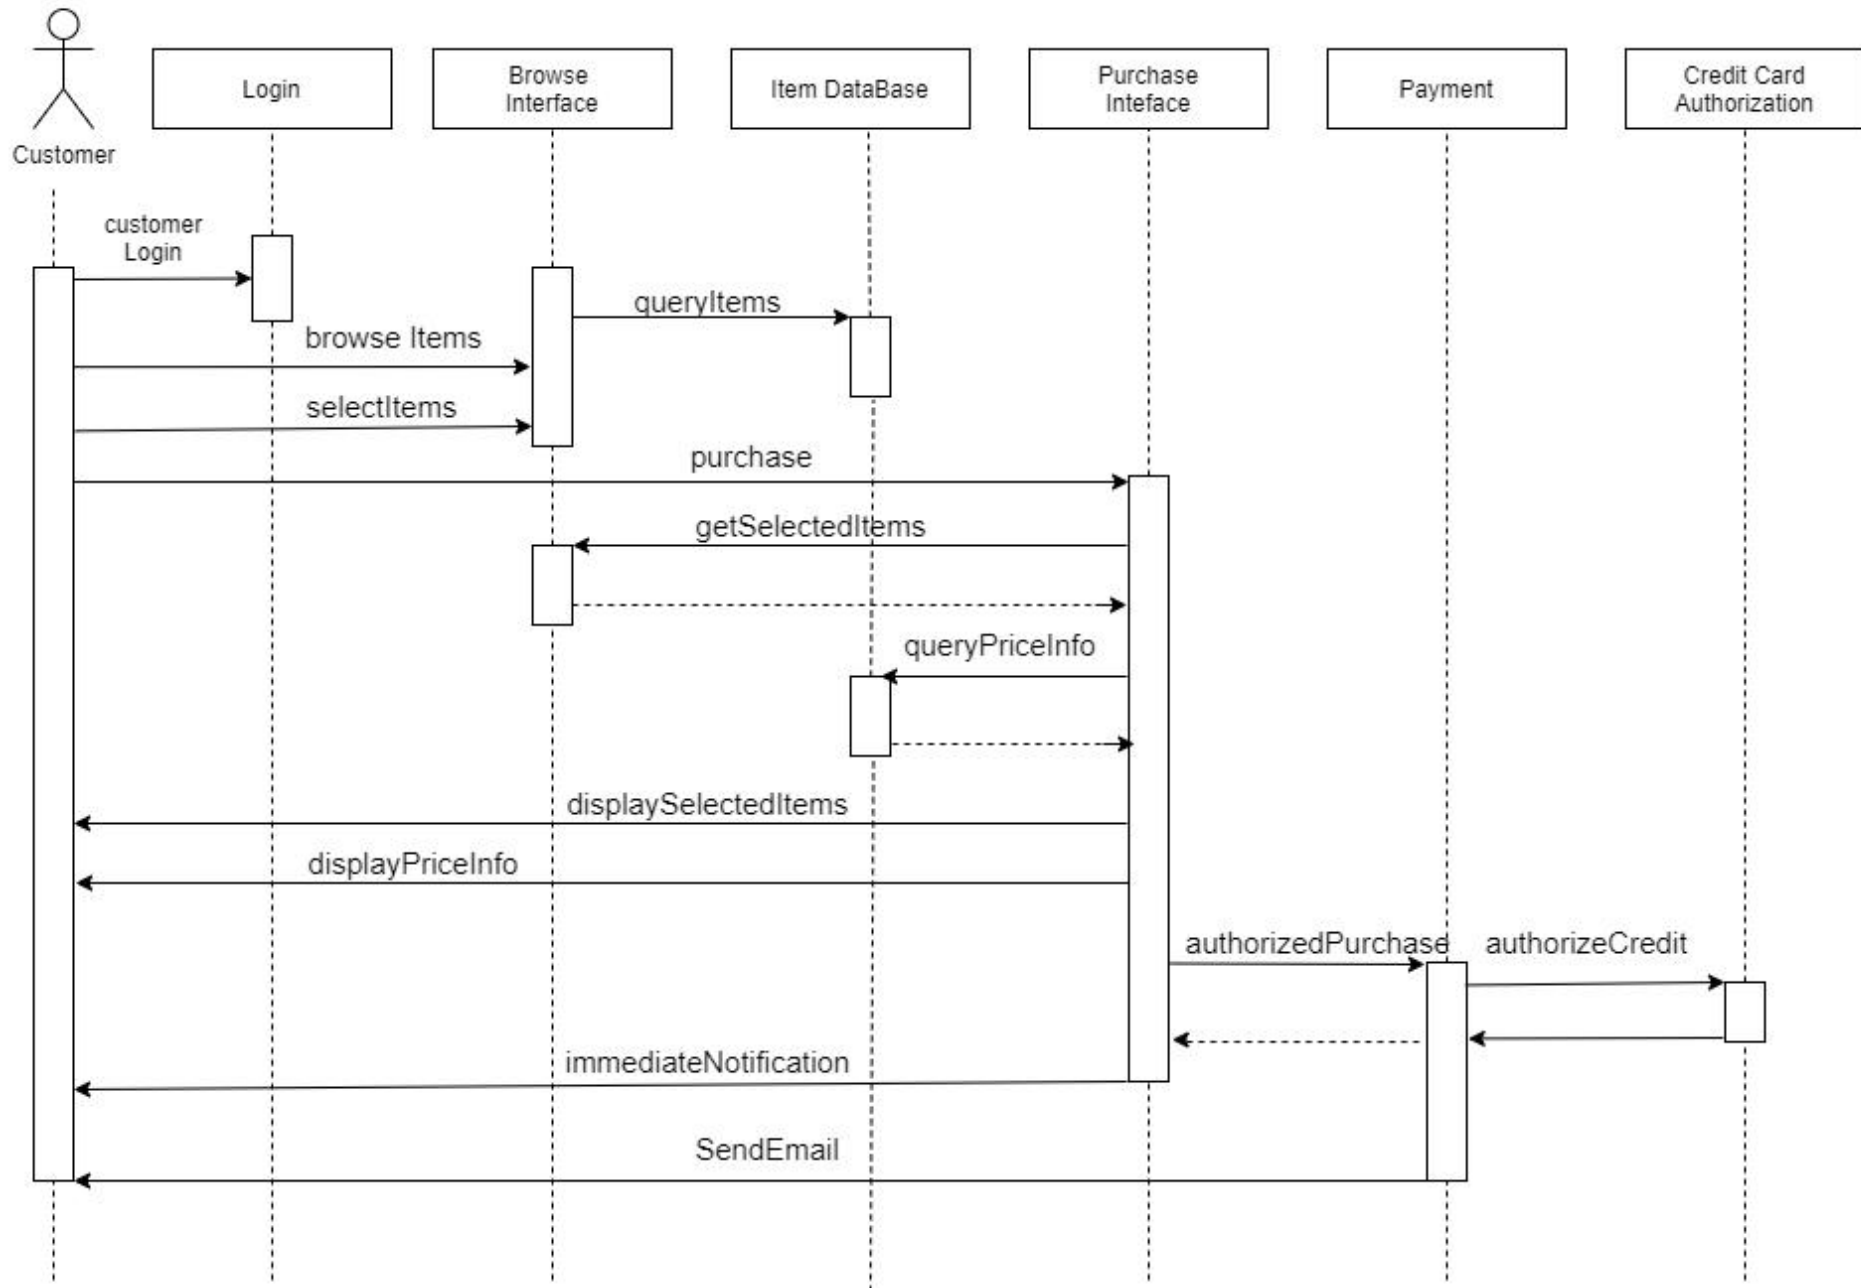 Customer
Login
Browse
Interface
Item DataBase
Purchase
Inteface
Payment
Credit Card
Authorization
customer
Login
queryItems
browse Items
selectItems
purchase
getSelectedItems
queryPriceInfo
displaySelectedItems
displayPriceInfo
authorizedPurchase
authorizeCredit
immediateNotification
SendEmail